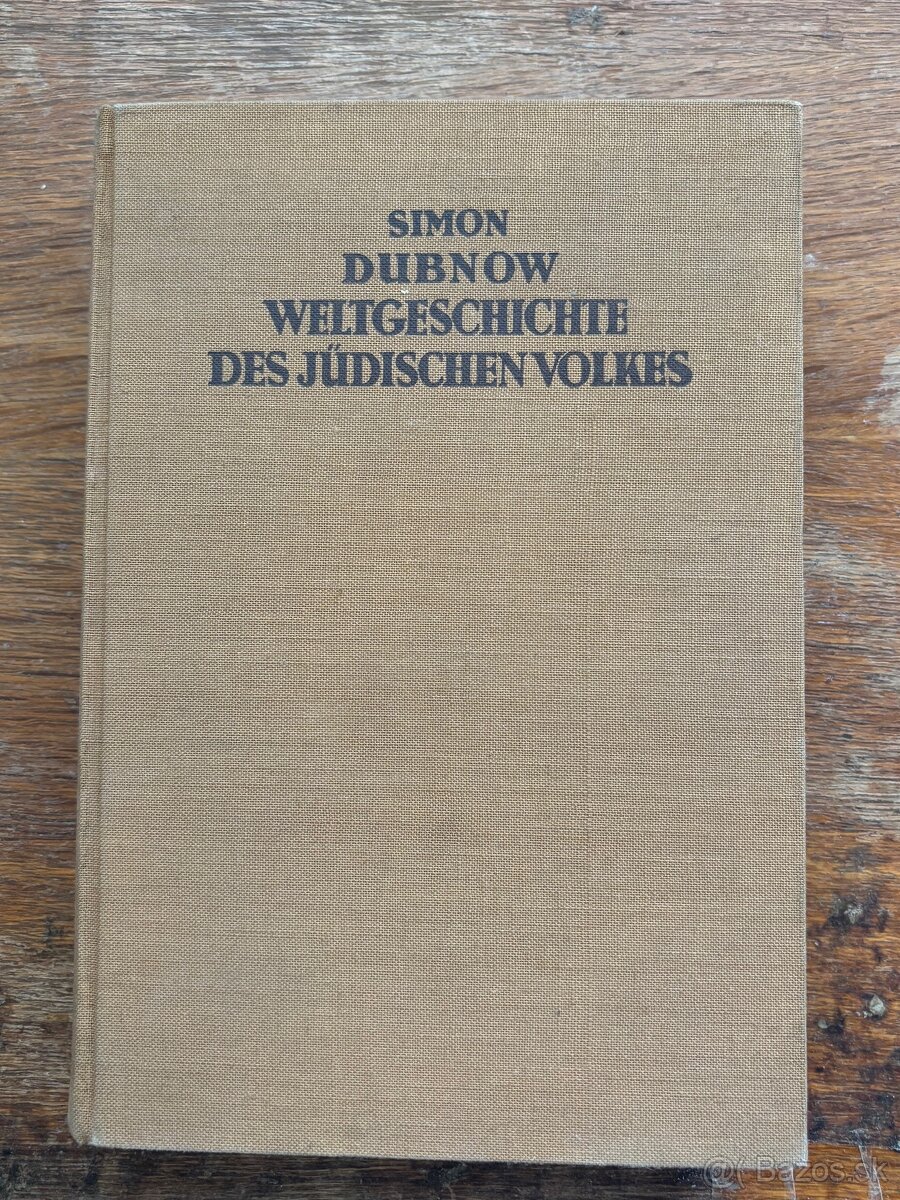 SIMON
DUBNOW
WELTGESCHICHTE
DES JÜDISCHEN VOLKES
@( Bazos.sk